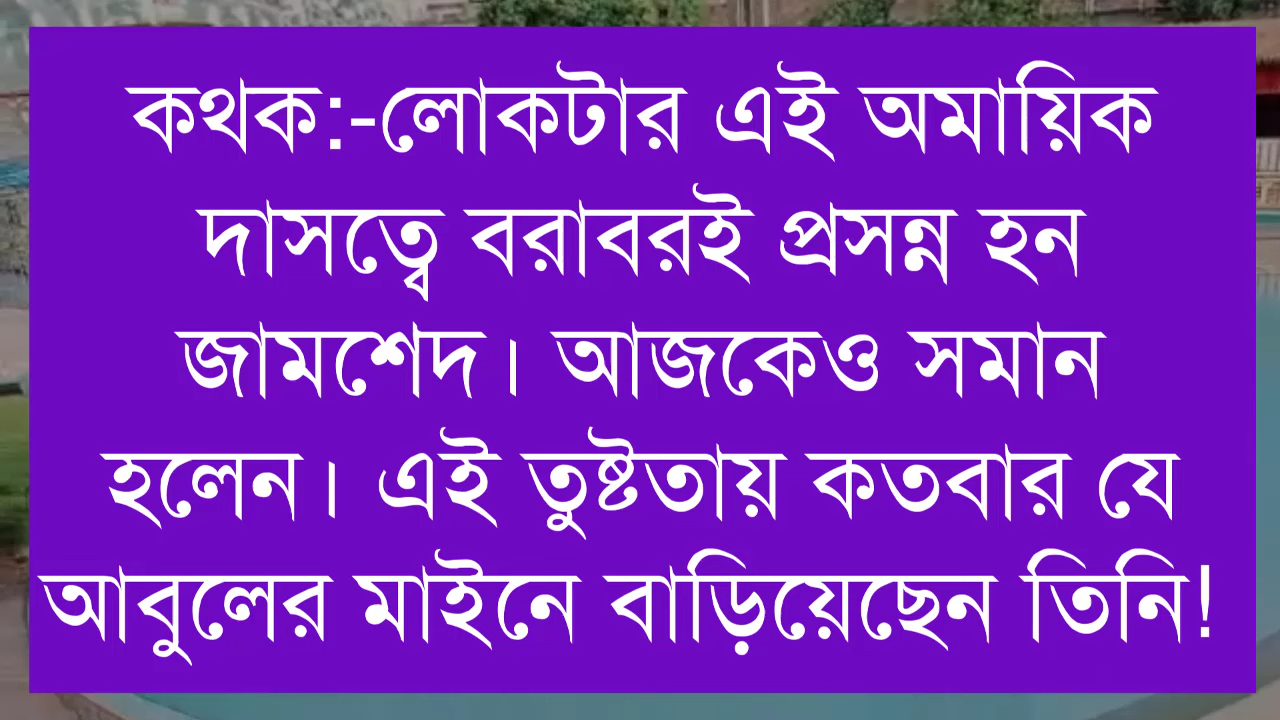 কথক:-লোকটার এই অমায়িক
দাসত্বে বরাবরই প্রসন্ন হন
জামশেদ। আজকেও সমান
হলেন। এই তুষ্টতায় কতবার যে
আবুলের মাইনে বাড়িয়েছেন তিনি!